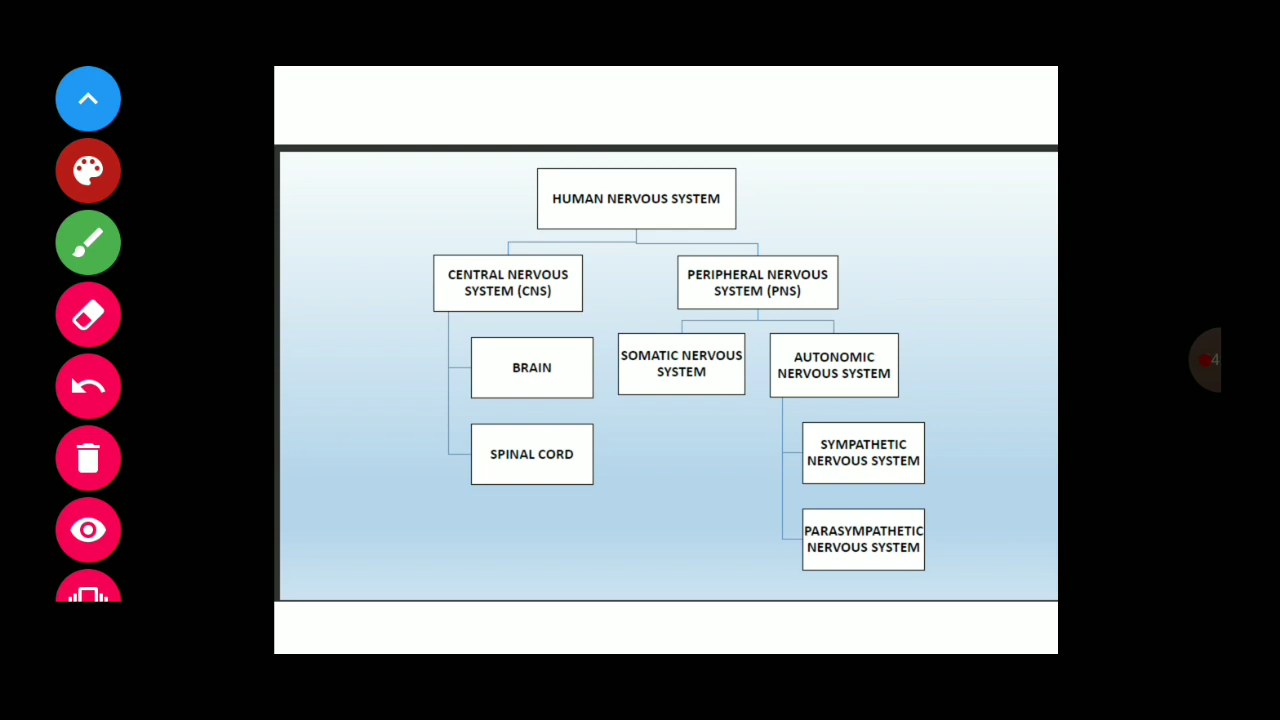 HUMAN NERVOUS SYSTEM
CENTRAL NERVOUS
SYSTEM (CNS)
PERIPHERAL NERVOUS
SYSTEM (PNS)
BRAIN
SPINAL CORD
SOMATIC NERVOUS
SYSTEM
AUTONOMIC
NERVOUS SYSTEM
SYMPATHETIC
NERVOUS SYSTEM
PARASYMPATHETIC
NERVOUS SYSTEM